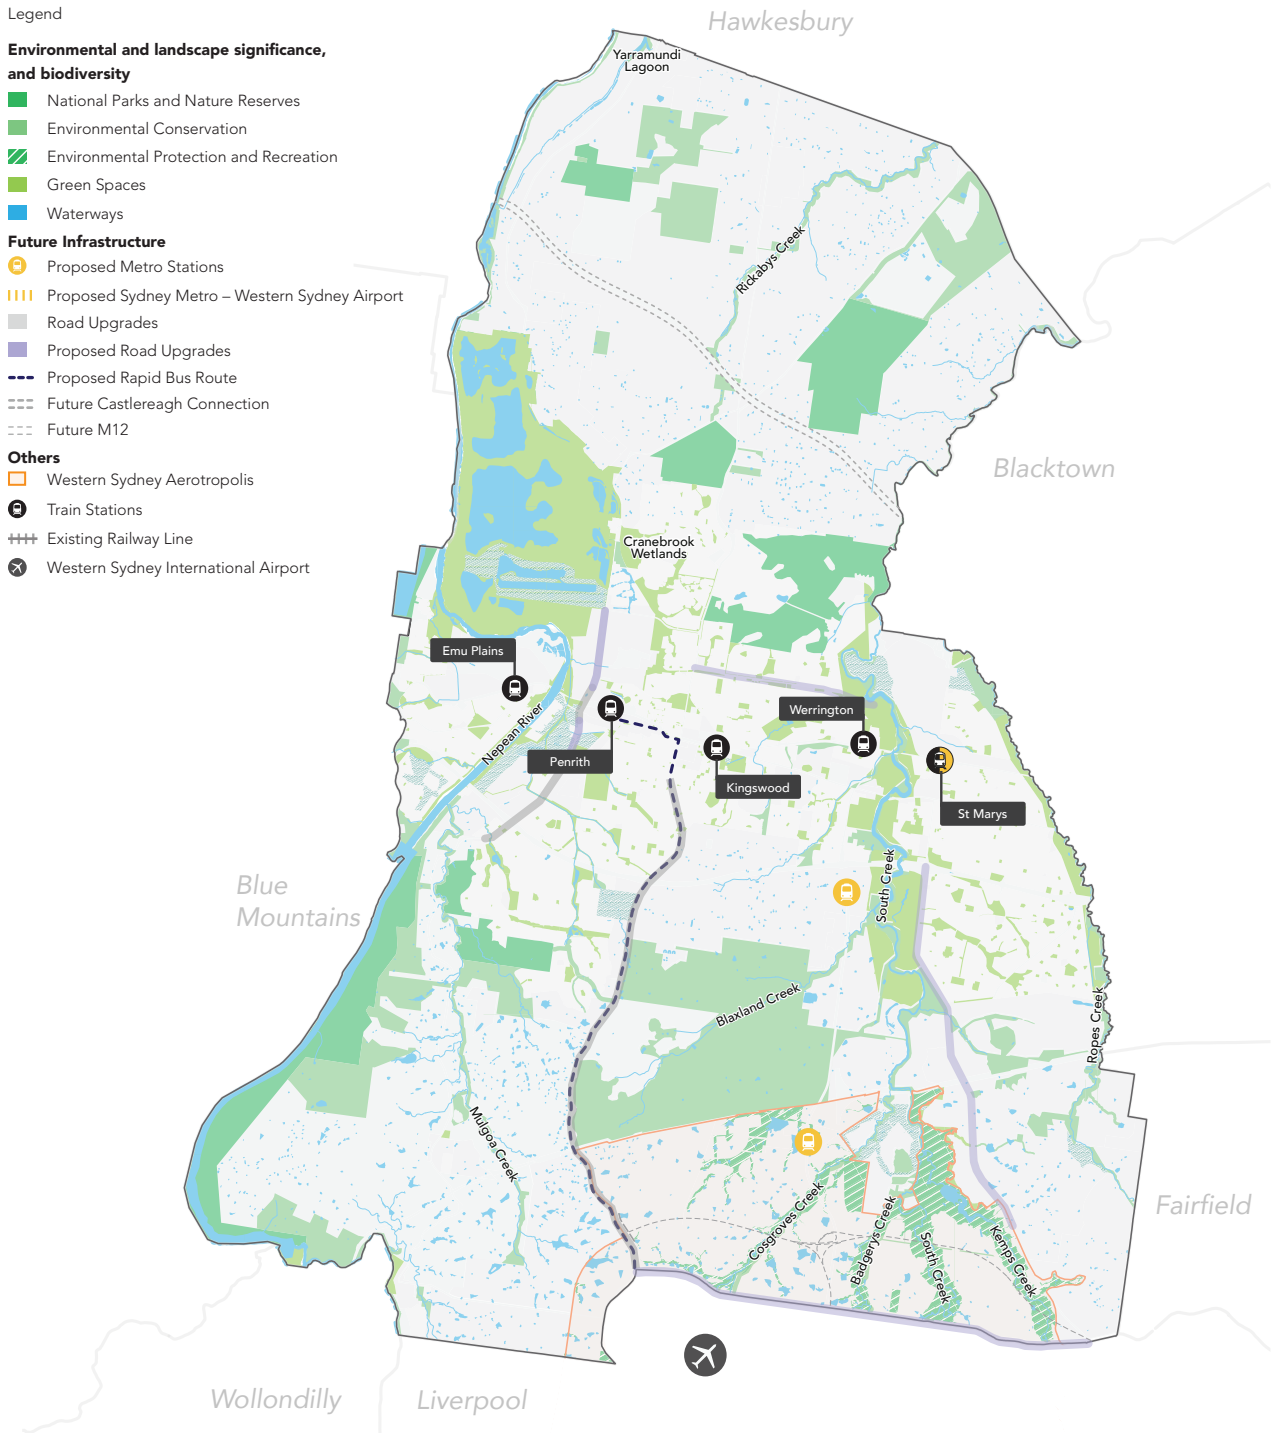 Legend
Environmental and landscape significance,
and biodiversity
National Parks and Nature Reserves
Environmental Conservation
Environmental Protection and Recreation
Green Spaces
Waterways
Future Infrastructure
Proposed Metro Stations
Proposed Sydney Metro – Western Sydney Airport
Road Upgrades
Proposed Road Upgrades
Proposed Rapid Bus Route
Future Castlereagh Connection
Future M12
Others
Western Sydney Aerotropolis
Train Stations
Existing Railway Line
Western Sydney International Airport
Hawkesbury
Yarramundi
Lagoon
Rickabys Creek
Blacktown
Cranebrook
Wetlands
Emu Plains
Nepean River
Penrith
Werrington
Kingswood
St Marys
Blue
Mountains
South Creek
Blaxland Creek
Ropes Creek
Mulgoa Creek
Cosgroves Creek
Badgerys Creek
South Creek
Kemps Creek
Fairfield
Wollondilly
Liverpool